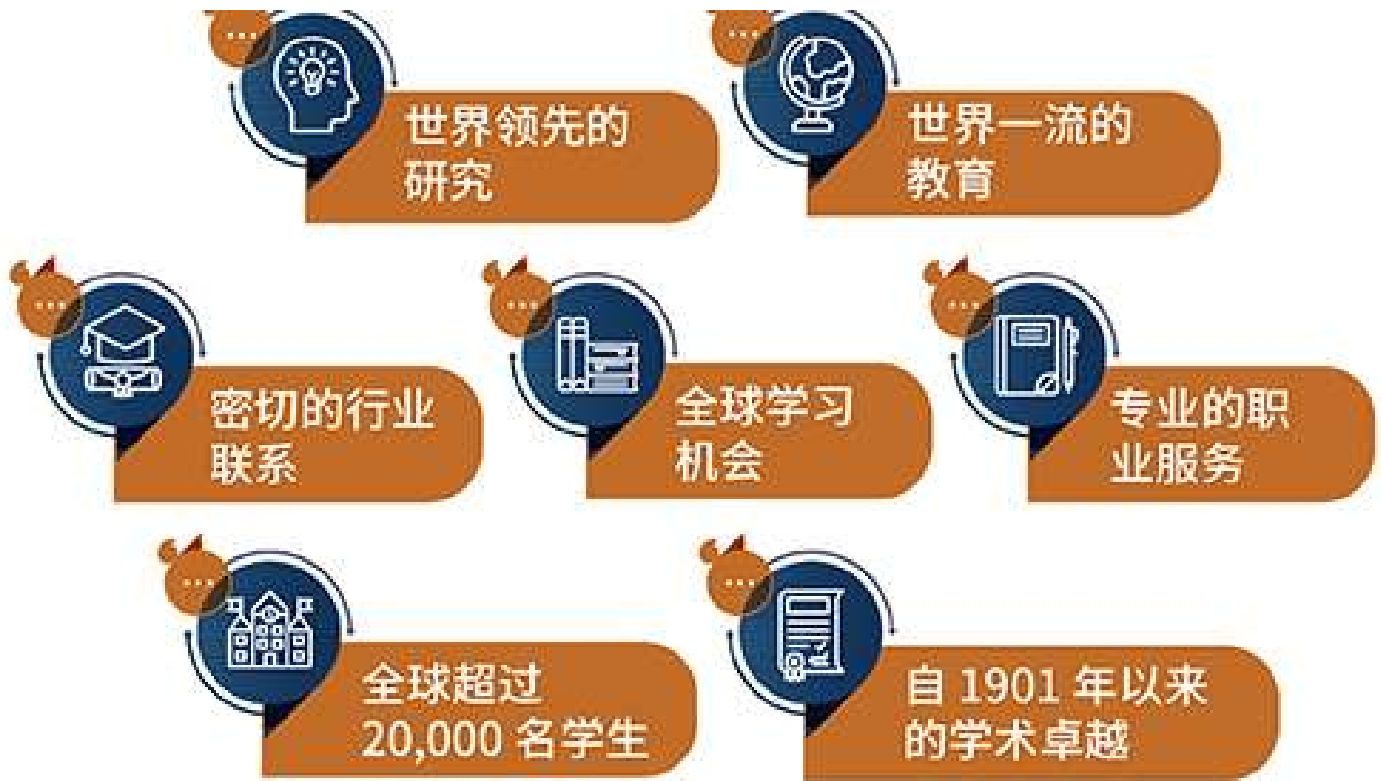 世界领先的
研究
世界一流的
教育
密切的行业
联系
全球学习
机会
专业的职
业服务
全球超过
20,000 名学生
自 1901 年以来
的学术卓越